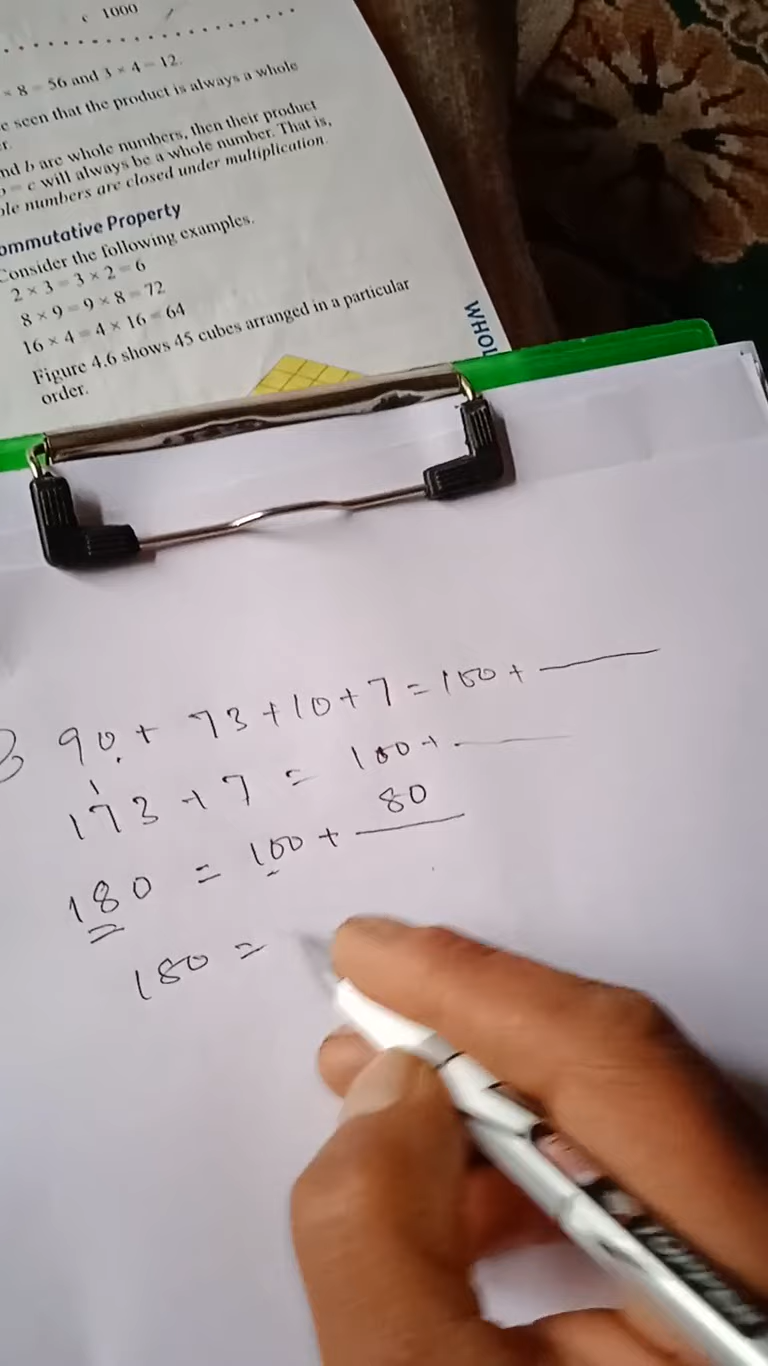 c 1000
× 8 = 56 and 3 × 4 = 12.
e seen that the product is always a whole
r.
nd b are whole numbers, then their product
= c will always be a whole number. That is,
ole numbers are closed under multiplication.
ommutative Property
Consider the following examples.
2 × 3 = 3 × 2 = 6
8 × 9 = 9 × 8 = 72
16 × 4 = 4 × 16 = 64
Figure 4.6 shows 45 cubes arranged in a particular
order.
WHOL
90 + 73 + 10 + 7 = 100 + ____
173 + 7 = 100 + ____
180 = 100 + 80
180 =